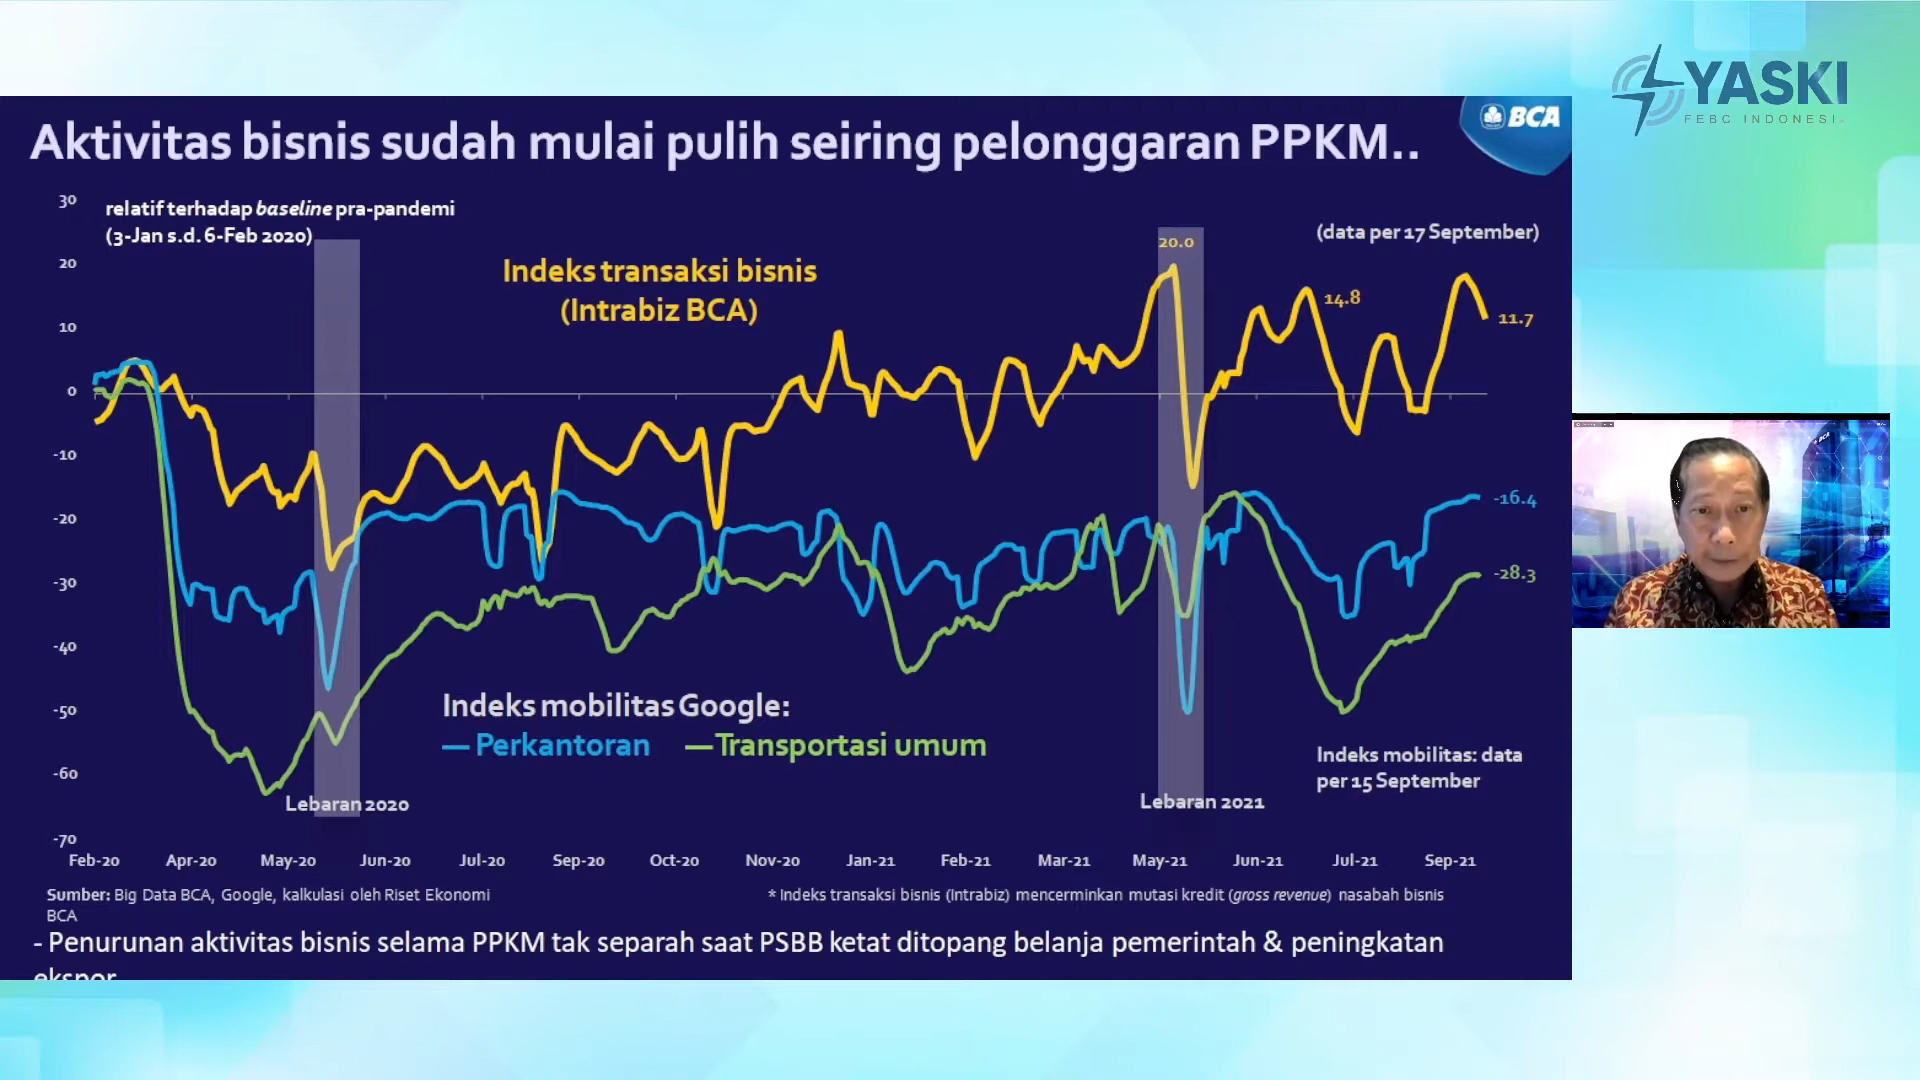 YASKI
FEBC INDONESI
BCA
Aktivitas bisnis sudah mulai pulih seiring pelonggaran PPKM..
relatif terhadap baseline pra-pandemi
(3-Jan s.d. 6-Feb 2020)
(data per 17 September)
Indeks transaksi bisnis
(Intrabiz BCA)
30
20
10
0
-10
-20
-30
-40
-50
-60
-70
20.0
14.8
11.7
-16.4
-28.3
Indeks mobilitas Google:
Perkantoran
Transportasi umum
Indeks mobilitas: data
per 15 September
Lebaran 2020
Lebaran 2021
Feb-20 Apr-20 May-20 Jun-20 Jul-20 Sep-20 Oct-20 Nov-20 Jan-21 Feb-21 Mar-21 May-21 Jun-21 Jul-21 Sep-21
Sumber: Big Data BCA, Google, kalkulasi oleh Riset Ekonomi
BCA
* Indeks transaksi bisnis (Intrabiz) mencerminkan mutasi kredit (gross revenue) nasabah bisnis
- Penurunan aktivitas bisnis selama PPKM tak separah saat PSBB ketat ditopang belanja pemerintah & peningkatan
ekspor